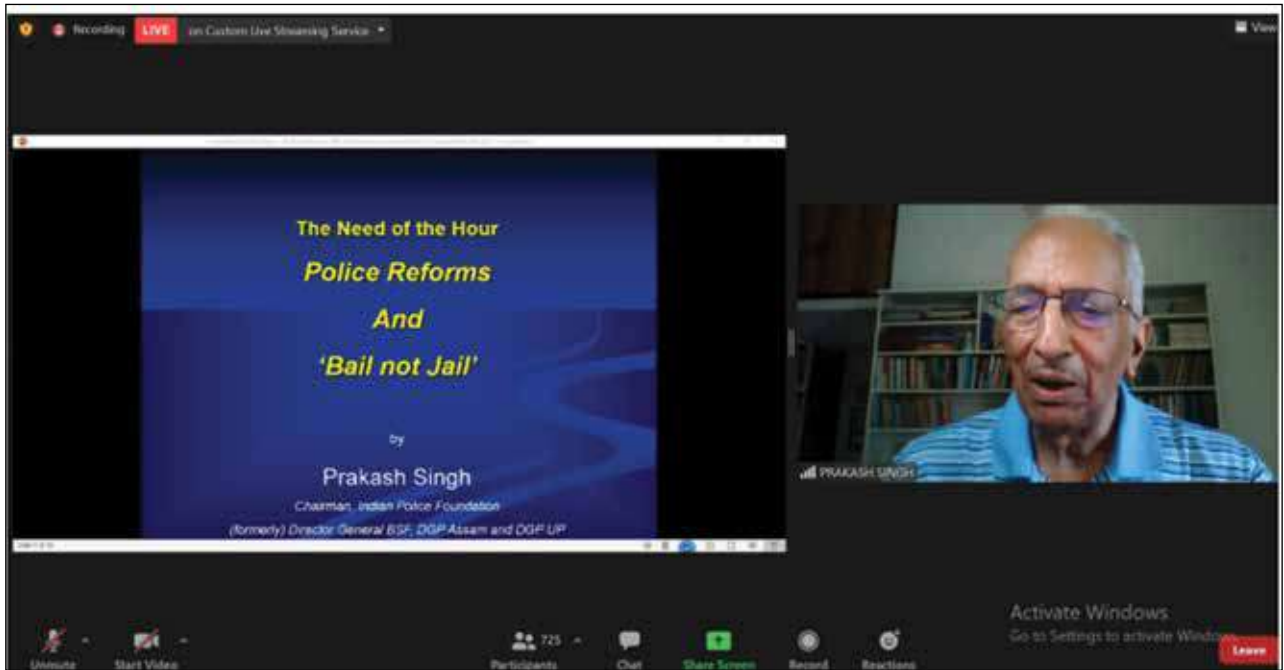 Recording LIVE on Custom Live Streaming Service
View
The Need of the Hour
Police Reforms
And
‘Bail not Jail’
by
Prakash Singh
Chairman, Indian Police Foundation
(formerly) Director General BSF, DGP Assam and DGP UP
PRAKASH SINGH
Activate Windows
Go to Settings to activate Windows.
Unmute
Start Video
725
Participants
Chat
Share Screen
Record
Reactions
Leave